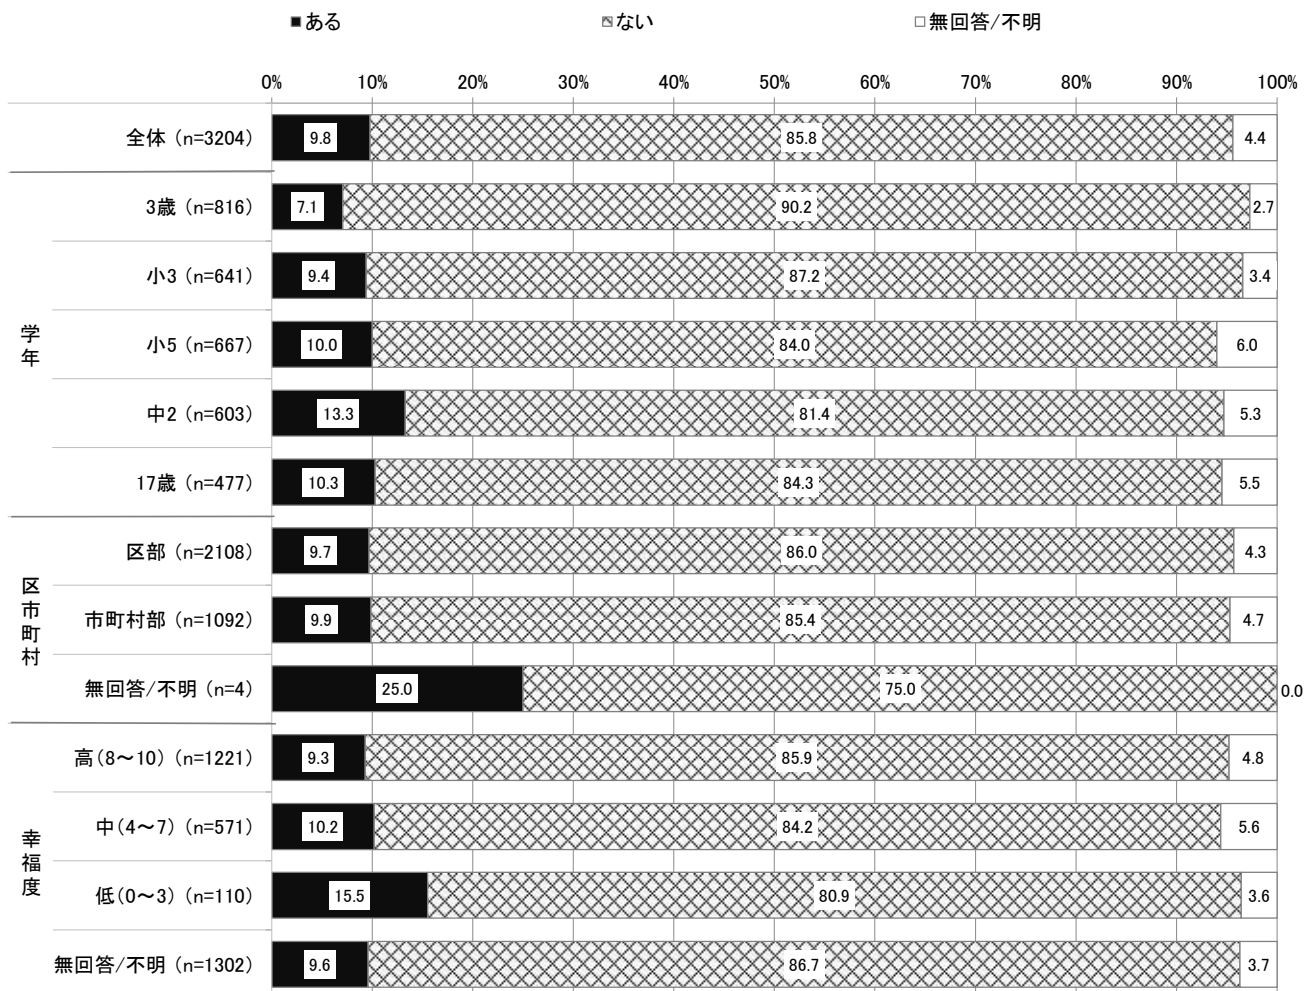 ■ある ないない □無回答/不明
0% 10% 20% 30% 40% 50% 60% 70% 80% 90% 100%
全体 (n=3204) 9.8 85.8 4.4
学年
3歳 (n=816) 7.1 90.2 2.7
小3 (n=641) 9.4 87.2 3.4
小5 (n=667) 10.0 84.0 6.0
中2 (n=603) 13.3 81.4 5.3
17歳 (n=477) 10.3 84.3 5.5
区市町村
区部 (n=2108) 9.7 86.0 4.3
市町村部 (n=1092) 9.9 85.4 4.7
無回答/不明 (n=4) 25.0 75.0 0.0
幸福度
高(8～10) (n=1221) 9.3 85.9 4.8
中(4～7) (n=571) 10.2 84.2 5.6
低(0～3) (n=110) 15.5 80.9 3.6
無回答/不明 (n=1302) 9.6 86.7 3.7